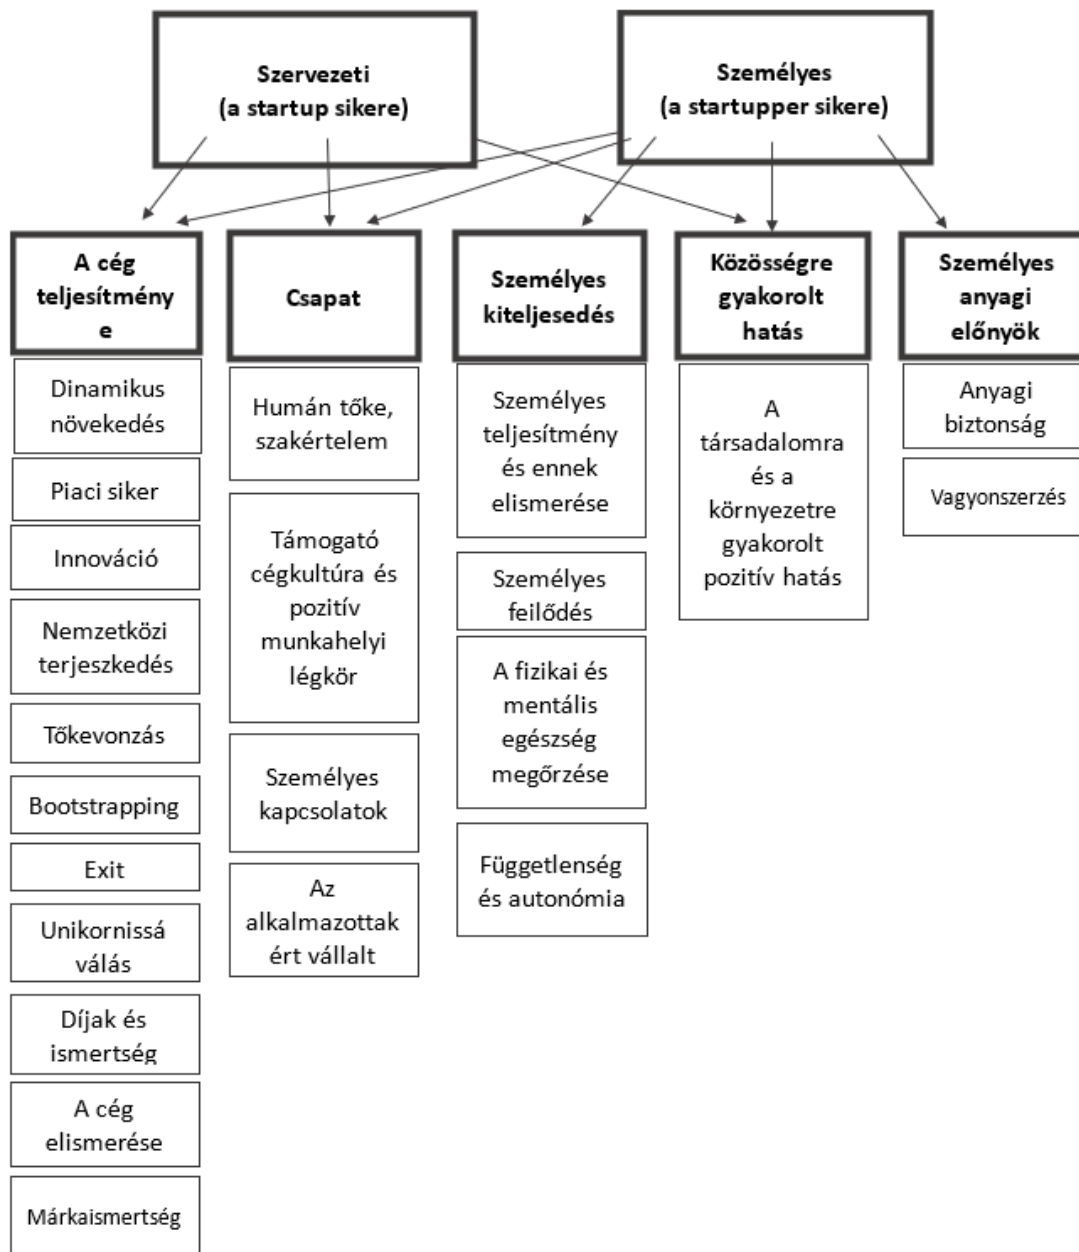 Szervezeti
(a startup sikere)
Személyes
(a startupper sikere)
A cég
teljesítmény
e
Csapat
Személyes
kiteljesedés
Közösségre
gyakorolt
hatás
Személyes
anyagi
előnyök
Dinamikus
növekedés
Piaci siker
Innováció
Nemzetközi
terjeszkedés
Tőkevonzás
Bootstrapping
Exit
Unikornissá
válás
Díjak és
ismertség
A cég
elismerése
Márkaismertség
Humán tőke,
szakértelem
Támogató
cégkultúra és
pozitív
munkahelyi
légkör
Személyes
kapcsolatok
Az
alkalmazottak
ért vállalt
Személyes
teljesítmény
és ennek
elismerése
Személyes
fejlődés
A fizikai és
mentális
egészség
megőrzése
Függetlenség
és autonómia
A
társadalomra
és a
környezetre
gyakorolt
pozitív hatás
Anyagi
biztonság
Vagyonszerzés